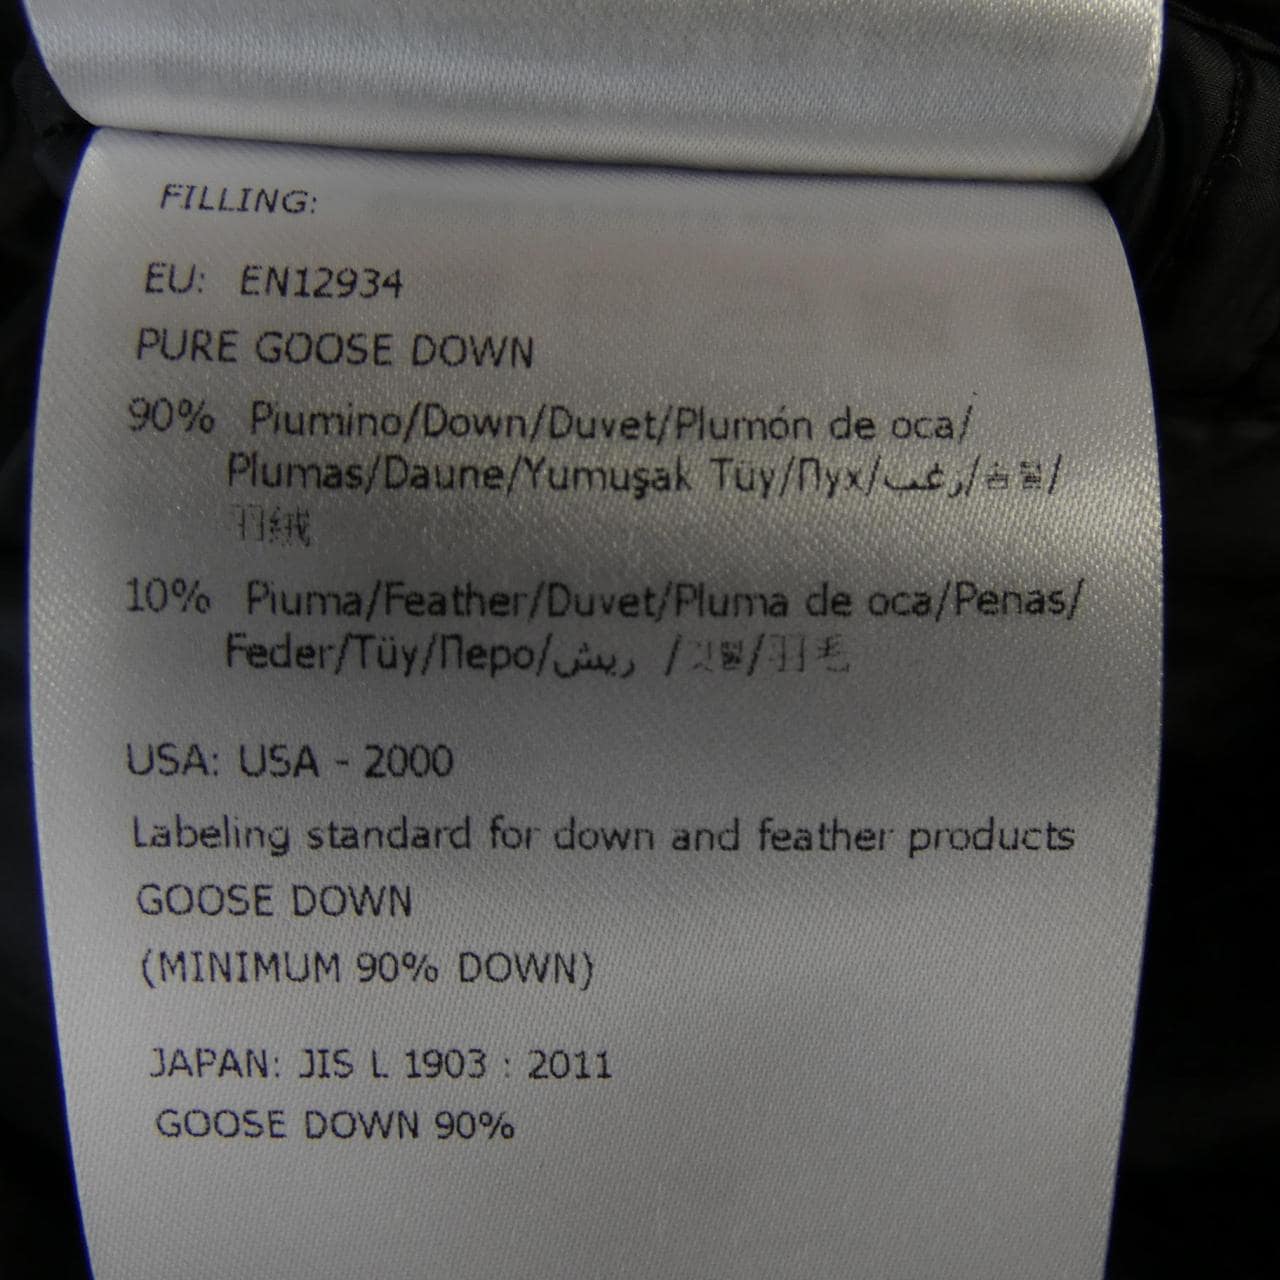 FILLING:
EU: EN12934
PURE GOOSE DOWN
90% Piumino/Down/Duvet/Plumón de oca/
Plumas/Daune/Yumuşak Tüy/Пух/زغب/솜털/
羽绒
10% Piuma/Feather/Duvet/Pluma de oca/Penas/
Feder/Tüy/Перо/ريش /깃털/羽毛
USA: USA - 2000
Labeling standard for down and feather products
GOOSE DOWN
(MINIMUM 90% DOWN)
JAPAN: JIS L 1903 : 2011
GOOSE DOWN 90%